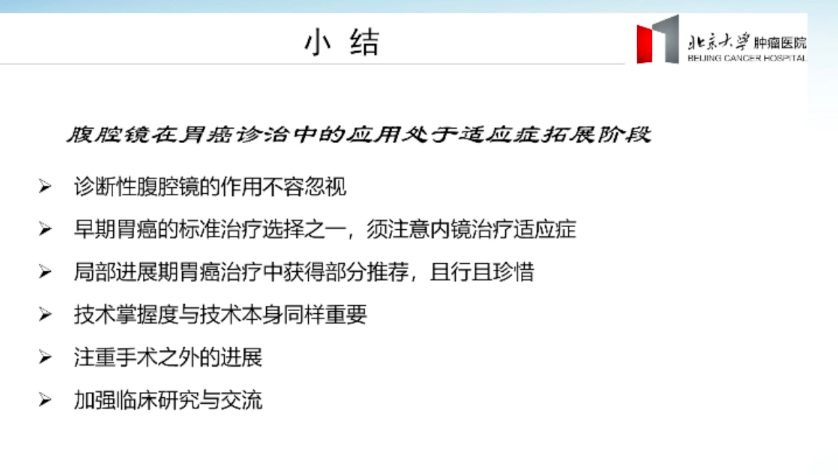 小 结
北京大学肿瘤医院
BEIJING CANCER HOSPITAL
腹腔镜在胃癌诊治中的应用处于适应症拓展阶段
诊断性腹腔镜的作用不容忽视
早期胃癌的标准治疗选择之一，须注意内镜治疗适应症
局部进展期胃癌治疗中获得部分推荐，且行且珍惜
技术掌握度与技术本身同样重要
注重手术之外的进展
加强临床研究与交流